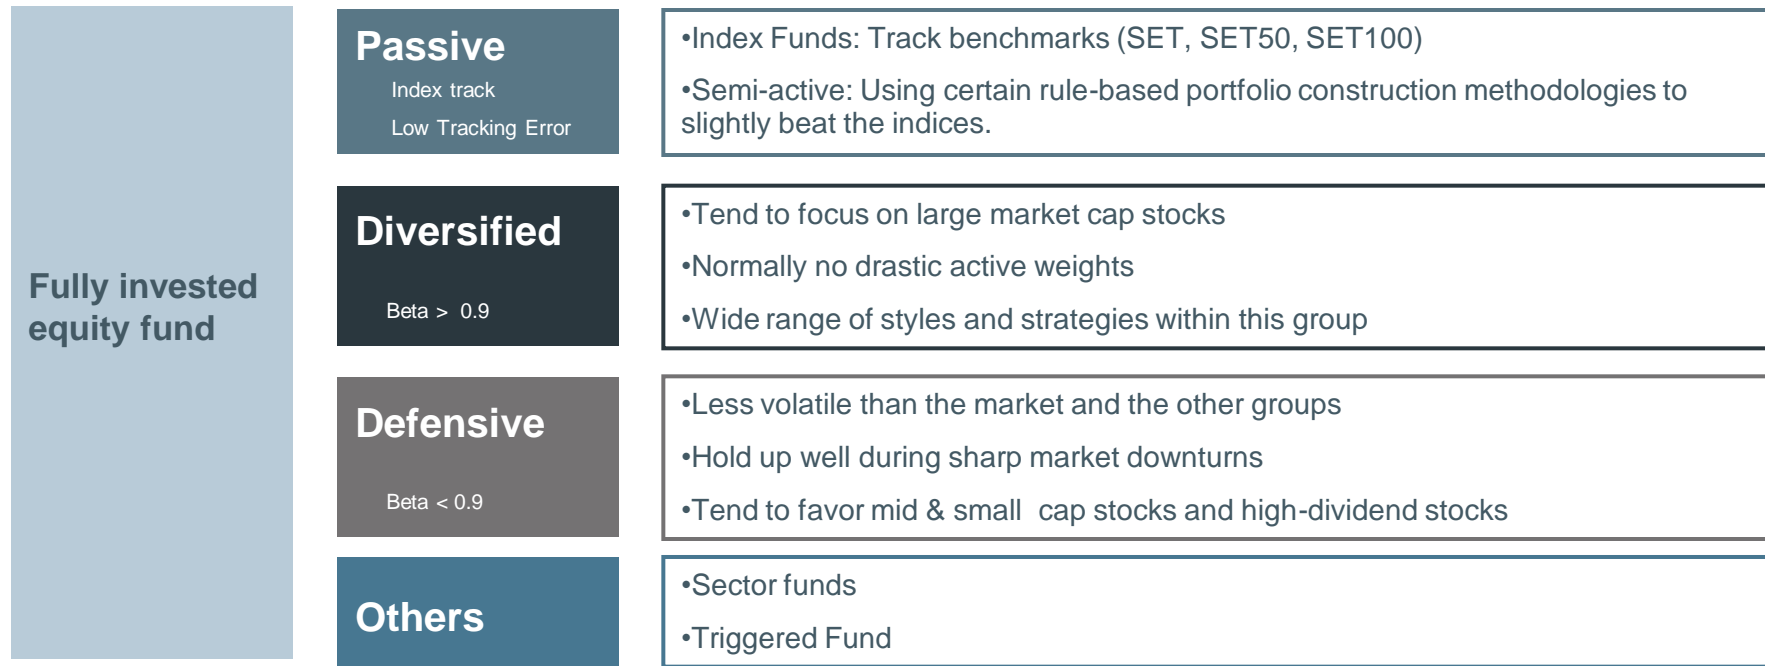 Fully invested
equity fund
Passive
Index track
Low Tracking Error
•Index Funds: Track benchmarks (SET, SET50, SET100)
•Semi-active: Using certain rule-based portfolio construction methodologies to
slightly beat the indices.
Diversified
Beta > 0.9
•Tend to focus on large market cap stocks
•Normally no drastic active weights
•Wide range of styles and strategies within this group
Defensive
Beta < 0.9
•Less volatile than the market and the other groups
•Hold up well during sharp market downturns
•Tend to favor mid & small cap stocks and high-dividend stocks
Others
•Sector funds
•Triggered Fund